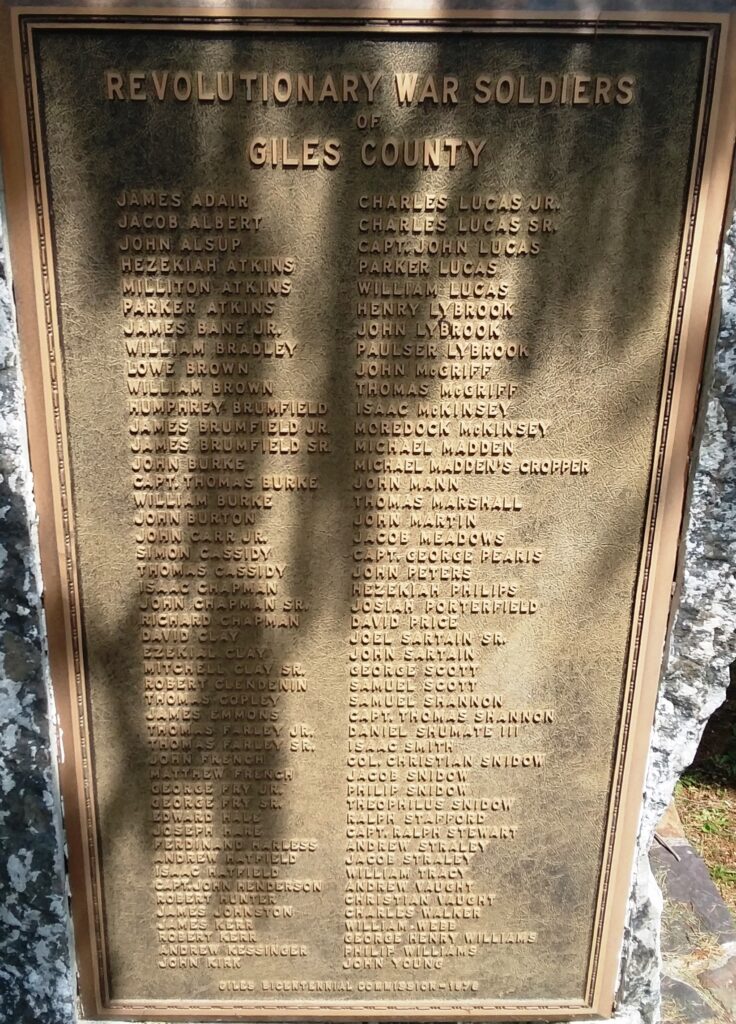 REVOLUTIONARY WAR SOLDIERS
OF
GILES COUNTY
JAMES ADAIR
JACOB ALBERT
JOHN ALSUP
HEZEKIAH ATKINS
MILLITON ATKINS
PARKER ATKINS
JAMES BANE JR.
WILLIAM BRADLEY
LOWE BROWN
WILLIAM BROWN
HUMPHREY BRUMFIELD
JAMES BRUMFIELD JR.
JAMES BRUMFIELD SR.
JOHN BURKE
CAPT. THOMAS BURKE
WILLIAM BURKE
JOHN BURTON
JOHN CARR JR.
SIMON CASSIDY
THOMAS CASSIDY
ISAAC CHAPMAN
JOHN CHAPMAN SR.
RICHARD CHAPMAN
DAVID CLAY
EZEKIAL CLAY
MITCHELL CLAY SR.
ROBERT CLENDENIN
THOMAS COPLEY
JAMES EMMONS
THOMAS FARLEY JR.
THOMAS FARLEY SR.
JOHN FRENCH
MATTHEW FRENCH
GEORGE FRY JR.
GEORGE FRY SR.
EDWARD HALE
JOSEPH HARE
FERDINAND HARLESS
ANDREW HATFIELD
ISAAC HATFIELD
CAPT. JOHN HENDERSON
ROBERT HUNTER
JAMES JOHNSTON
JAMES KERR
ROBERT KERR
ANDREW KESSINGER
JOHN KIRK
CHARLES LUCAS JR.
CHARLES LUCAS SR.
CAPT. JOHN LUCAS
PARKER LUCAS
WILLIAM LUCAS
HENRY LYBROOK
JOHN LYBROOK
PAULSER LYBROOK
JOHN McGRIFF
THOMAS McGRIFF
ISAAC McKINSEY
MOREDOCK McKINSEY
MICHAEL MADDEN
MICHAEL MADDEN'S CROPPER
JOHN MANN
THOMAS MARSHALL
JOHN MARTIN
JACOB MEADOWS
CAPT. GEORGE PEARIS
JOHN PETERS
HEZEKIAH PHILIPS
JOSIAH PORTERFIELD
DAVID PRICE
JOEL SARTAIN SR.
JOHN SARTAIN
GEORGE SCOTT
SAMUEL SCOTT
SAMUEL SHANNON
CAPT. THOMAS SHANNON
DANIEL SHUMATE III
ISAAC SMITH
COL. CHRISTIAN SNIDOW
JACOB SNIDOW
PHILIP SNIDOW
THEOPHILUS SNIDOW
RALPH STAFFORD
CAPT. RALPH STEWART
ANDREW STRALEY
JACOB STRALEY
WILLIAM TRACY
ANDREW VAUGHT
CHRISTIAN VAUGHT
CHARLES WALKER
WILLIAM WEBB
GEORGE HENRY WILLIAMS
PHILIP WILLIAMS
JOHN YOUNG
GILES BICENTENNIAL COMMISSION-1976